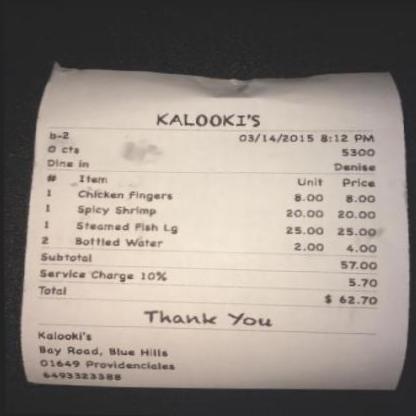 KALOOKI'S
b-2 03/14/2015 8:12 PM
0 cts 5300
Dine in Denise
# Item Unit Price
1 Chicken Fingers 8.00 8.00
1 Spicy Shrimp 20.00 20.00
1 Steamed Fish Lg 25.00 25.00
2 Bottled Water 2.00 4.00
Subtotal 57.00
Service Charge 10% 5.70
Total $ 62.70
Thank You
Kalooki's
Bay Road, Blue Hills
01649 Providenciales
6493323388